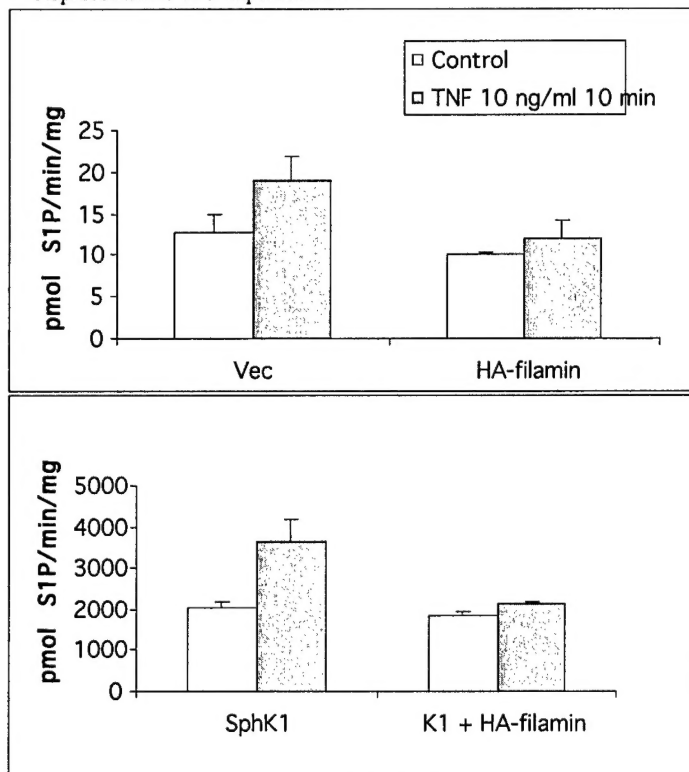 Control
TNF 10 ng/ml 10 min
pmol S1P/min/mg
25
20
15
10
5
0
Vec HA-filamin
pmol S1P/min/mg
5000
4000
3000
2000
1000
0
SphK1 K1 + HA-filamin